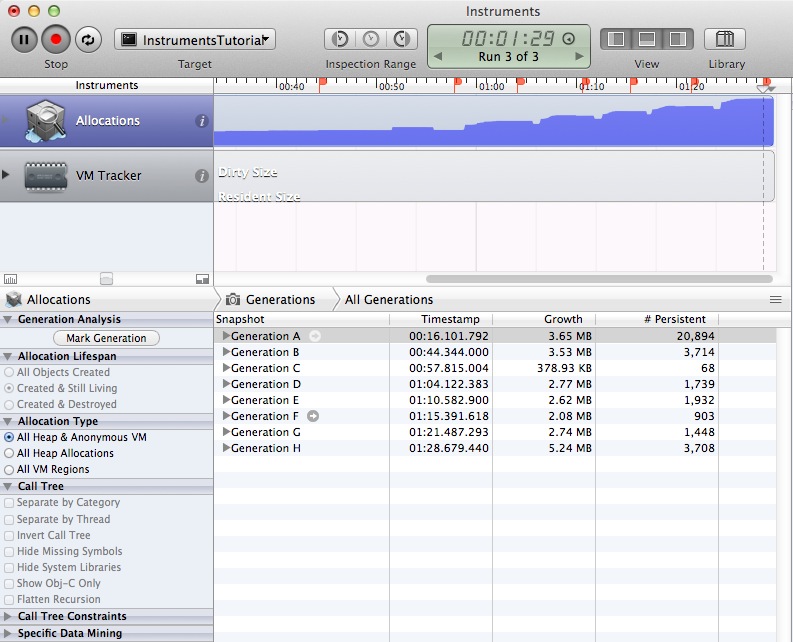 Instruments
InstrumentsTutorial
00:01:29
Run 3 of 3
Stop
Target
Inspection Range
View
Library
Instruments
00:40
00:50
01:00
01:10
01:20
Allocations
VM Tracker
Dirty Size
Resident Size
Allocations
Generations
All Generations
Generation Analysis
Mark Generation
Allocation Lifespan
All Objects Created
Created & Still Living
Created & Destroyed
Allocation Type
All Heap & Anonymous VM
All Heap Allocations
All VM Regions
Call Tree
Separate by Category
Separate by Thread
Invert Call Tree
Hide Missing Symbols
Hide System Libraries
Show Obj-C Only
Flatten Recursion
Call Tree Constraints
Specific Data Mining
Snapshot Timestamp Growth # Persistent
Generation A 00:16.101.792 3.65 MB 20,894
Generation B 00:44.344.000 3.53 MB 3,714
Generation C 00:57.815.004 378.93 KB 68
Generation D 01:04.122.383 2.77 MB 1,739
Generation E 01:10.582.900 2.62 MB 1,932
Generation F 01:15.391.618 2.08 MB 903
Generation G 01:21.487.293 2.74 MB 1,448
Generation H 01:28.679.440 5.24 MB 3,708